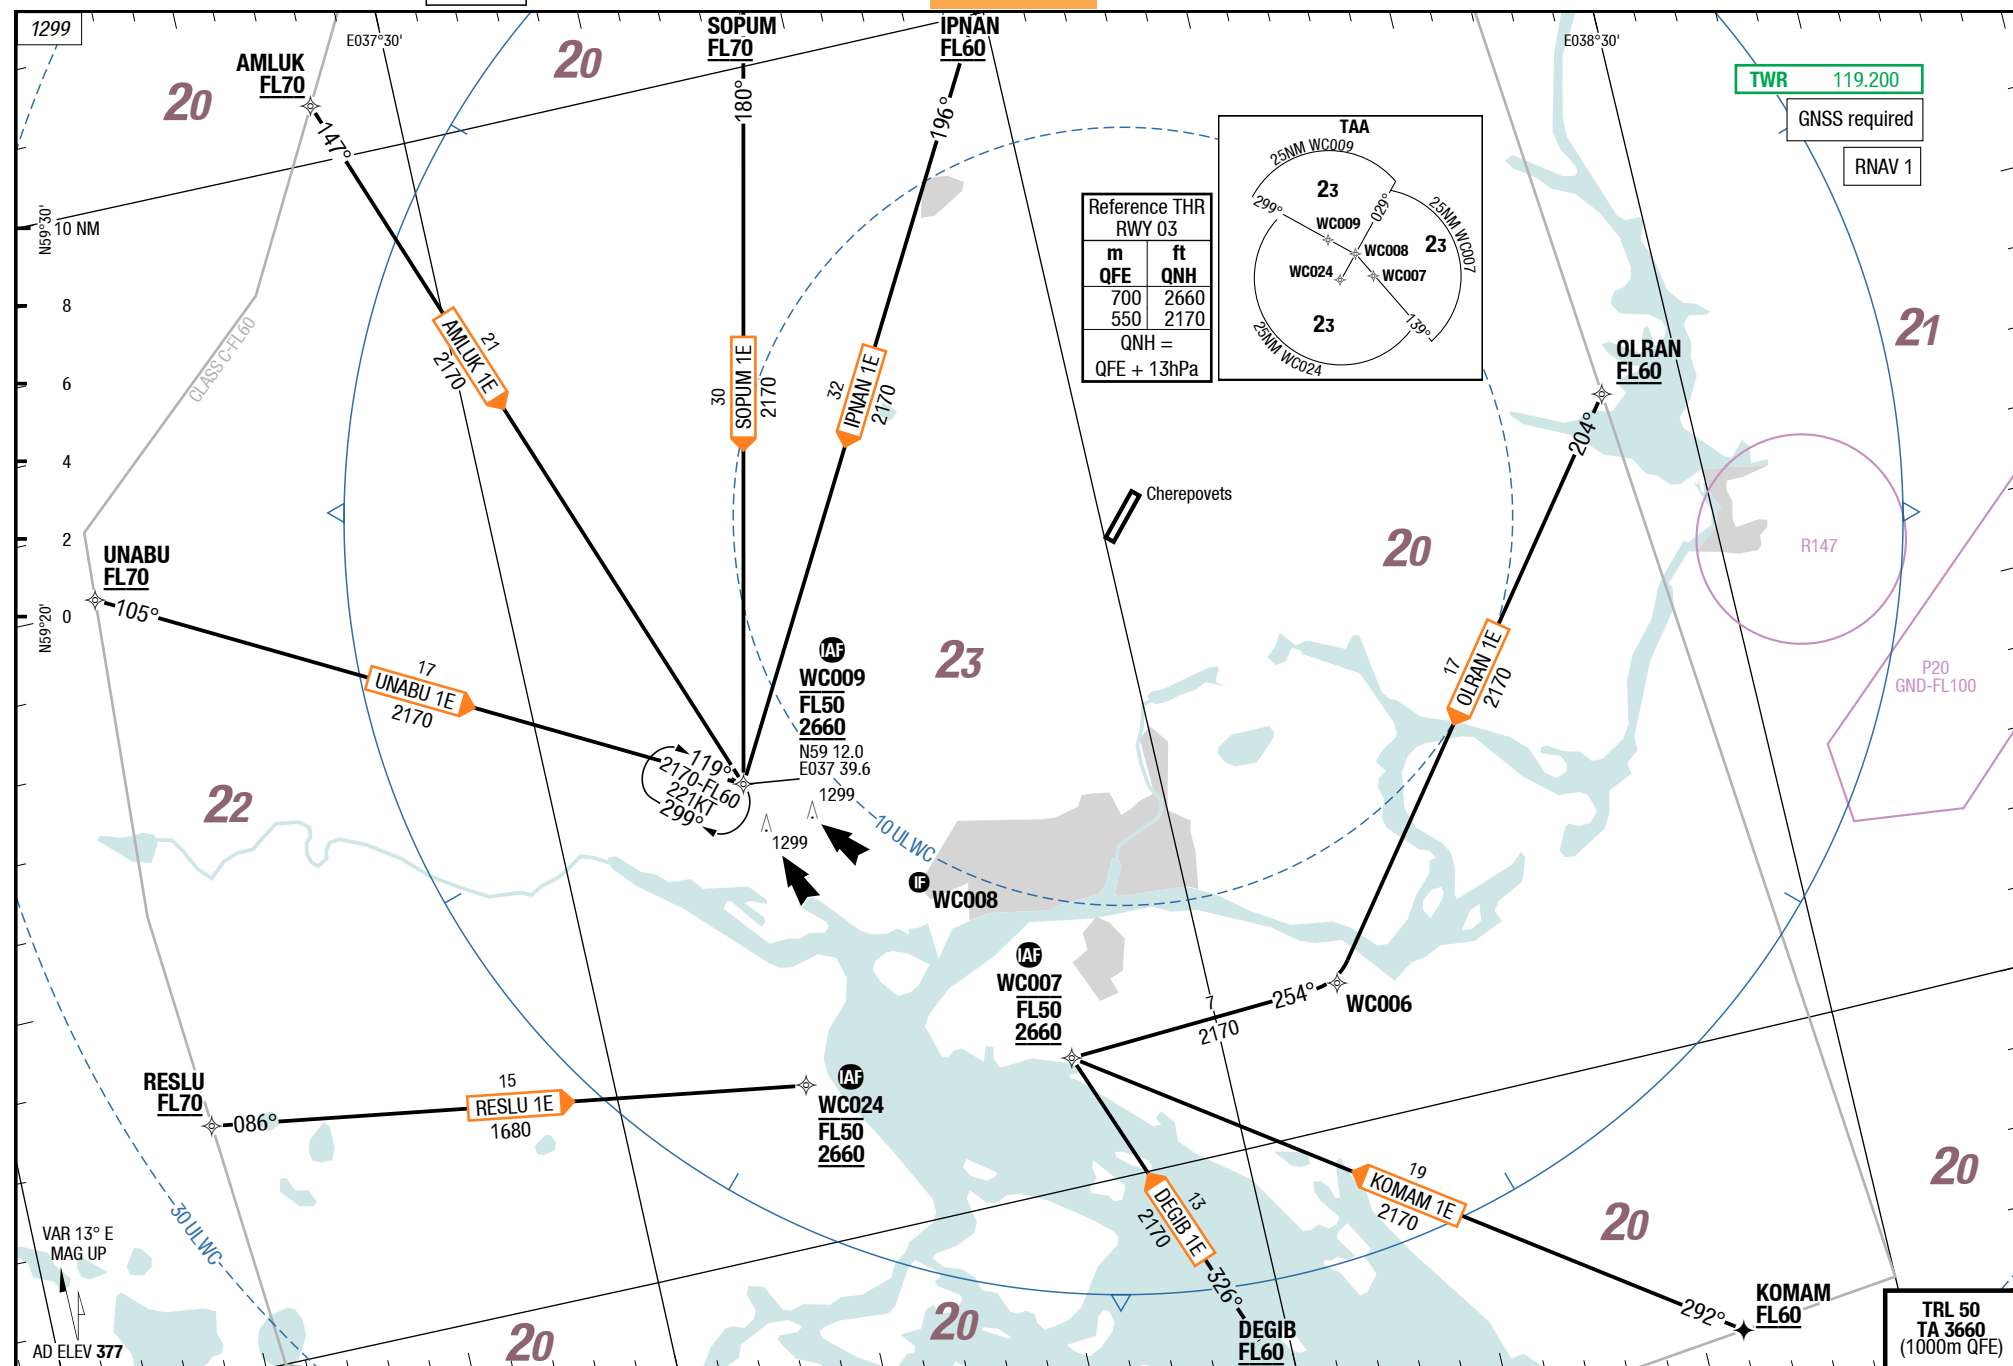 1299
E037°30'
SOPUM
FL70
IPNAN
FL60
E038°30'
AMLUK
FL70
20
20
TWR 119.200
GNSS required
RNAV 1
180°
196°
147°
N59°30'
10 NM
8
6
4
2
0
N59°20'
CLASS C-FL60
TAA
25NM WC009
23
299°
029°
25NM WC007
WC009
WC008
23
WC024
WC007
23
139°
25NM WC024
Reference THR
RWY 03
m ft
QFE QNH
700 2660
550 2170
QNH =
QFE + 13hPa
21
AMLUK 1E
2170
30
SOPUM 1E
2170
32
IPNAN 1E
2170
21
OLRAN
FL60
204°
Cherepovets
20
R147
UNABU
FL70
105°
17
UNABU 1E
2170
23
17
OLRAN 1E
2170
P20
GND-FL100
IAF
WC009
FL50
2660
N59 12.0
E037 39.6
119°
2170-FL60
221KT
299°
1299
1299
22
10 ULWC
IF
WC008
IAF
WC007
FL50
2660
7
2170
254°
WC006
RESLU
FL70
086°
15
RESLU 1E
1680
IAF
WC024
FL50
2660
13
DEGIB 1E
2170
326°
DEGIB
FL60
19
KOMAM 1E
2170
292°
KOMAM
FL60
20
20
20
20
30 ULWC
VAR 13° E
MAG UP
AD ELEV 377
TRL 50
TA 3660
(1000m QFE)